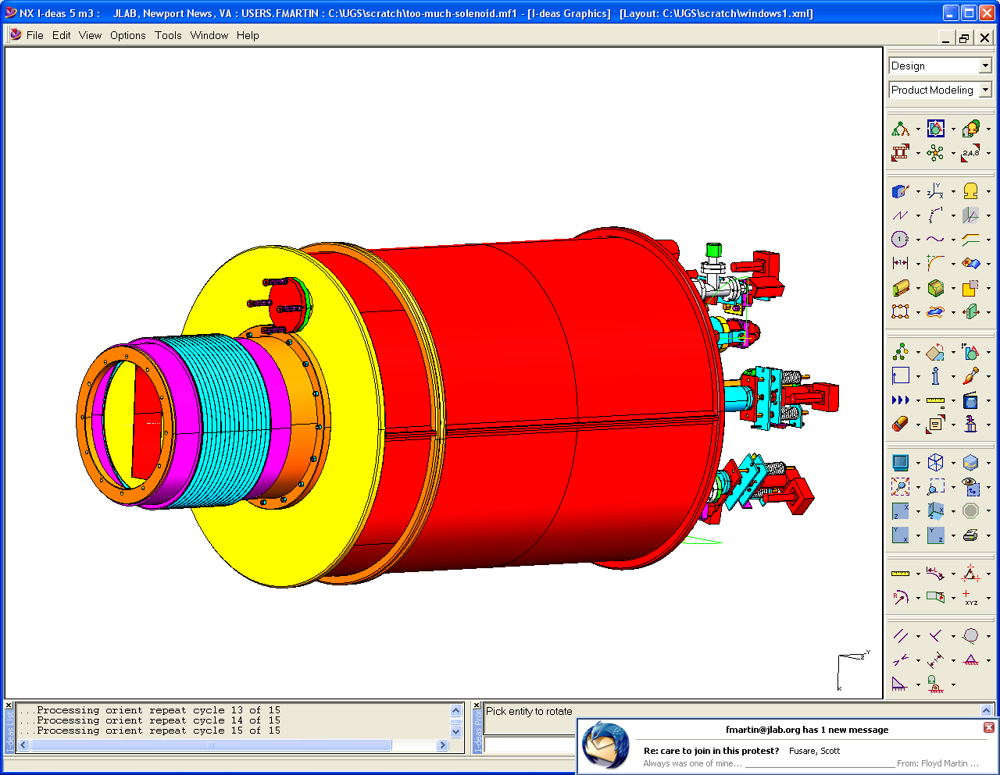 NX I-deas 5 m3 :    JLAB, Newport News, VA : USERS.FMARTIN : C:\UGS\scratch\too-much-solenoid.mf1 - [I-deas Graphics]   [Layout: C:\UGS\scratch\windows1.xml]
File Edit View Options Tools Window Help
Design
Product Modeling
2,4,8
XYZ
...Processing orient repeat cycle 13 of 15
...Processing orient repeat cycle 14 of 15
...Processing orient repeat cycle 15 of 15
I-deas List
I-deas Pron
Pick entity to rotate
fmartin@jlab.org has 1 new message
Re: care to join in this protest? Fusare, Scott
Always was one of mine... From: Floyd Martin ...